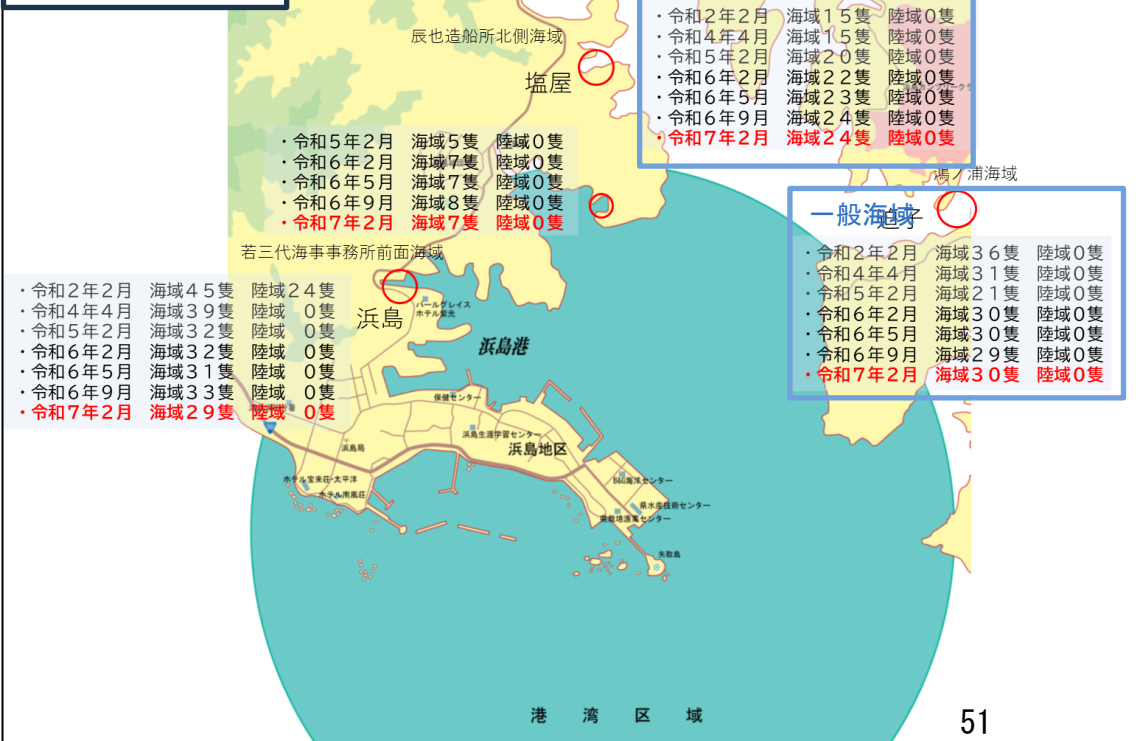 ・令和２年２月　海域１５隻　陸域０隻
・令和４年４月　海域１５隻　陸域０隻
・令和５年２月　海域２０隻　陸域０隻
・令和６年２月　海域２２隻　陸域０隻
・令和６年５月　海域２３隻　陸域０隻
・令和６年９月　海域２４隻　陸域０隻
・令和７年２月　海域２４隻　陸域０隻
辰也造船所北側海域
塩屋
・令和５年２月　海域５隻　陸域０隻
・令和６年２月　海域７隻　陸域０隻
・令和６年５月　海域７隻　陸域０隻
・令和６年９月　海域８隻　陸域０隻
・令和７年２月　海域７隻　陸域０隻
鴻ノ浦海域
一般海域
迫子
・令和２年２月　海域３６隻　陸域０隻
・令和４年４月　海域３１隻　陸域０隻
・令和５年２月　海域２１隻　陸域０隻
・令和６年２月　海域３０隻　陸域０隻
・令和６年５月　海域３０隻　陸域０隻
・令和６年９月　海域２９隻　陸域０隻
・令和７年２月　海域３０隻　陸域０隻
若三代海事事務所前面海域
・令和２年２月　海域４５隻　陸域２４隻
・令和４年４月　海域３９隻　陸域　０隻
・令和５年２月　海域３２隻　陸域　０隻
・令和６年２月　海域３２隻　陸域　０隻
・令和６年５月　海域３１隻　陸域　０隻
・令和６年９月　海域３３隻　陸域　０隻
・令和７年２月　海域２９隻　陸域　０隻
パールグレイス
ホテル紫光
浜島
浜島港
保健センター
浜島生涯学習センター
浜島地区
浜島局
ホテル宝来荘・太平洋
ホテル南風荘
B&G海洋センター
県水産技術センター
県栽培漁業センター
矢取島
港湾区域
51